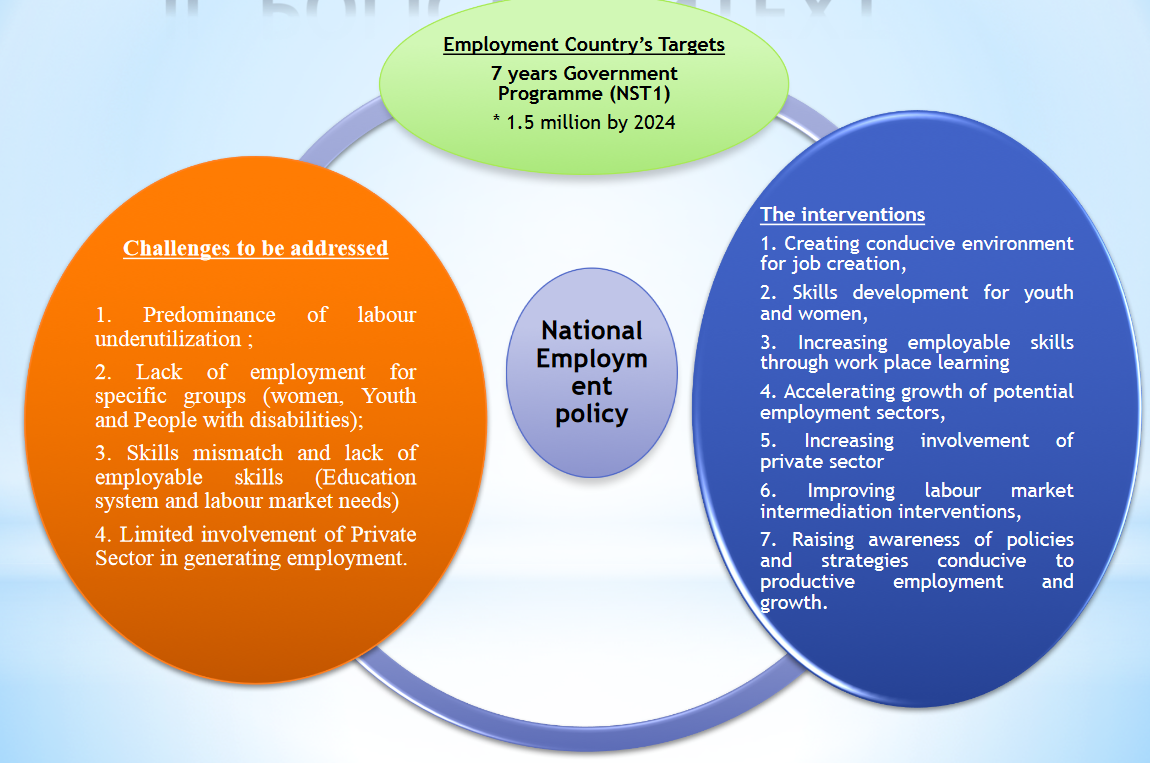 Employment Country's Targets
7 years Government
Programme (NST1)
* 1.5 million by 2024
Challenges to be addressed
1. Predominance of labour
underutilization ;
2. Lack of employment for
specific groups (women, Youth
and People with disabilities);
3. Skills mismatch and lack of
employable skills (Education
system and labour market needs)
4. Limited involvement of Private
Sector in generating employment.
National
Employm
ent
policy
The interventions
1. Creating conducive environment
for job creation,
2. Skills development for youth
and women,
3. Increasing employable skills
through work place learning
4. Accelerating growth of potential
employment sectors,
5. Increasing involvement of
private sector
6. Improving labour market
intermediation interventions,
7. Raising awareness of policies
and strategies conducive to
productive employment and
growth.